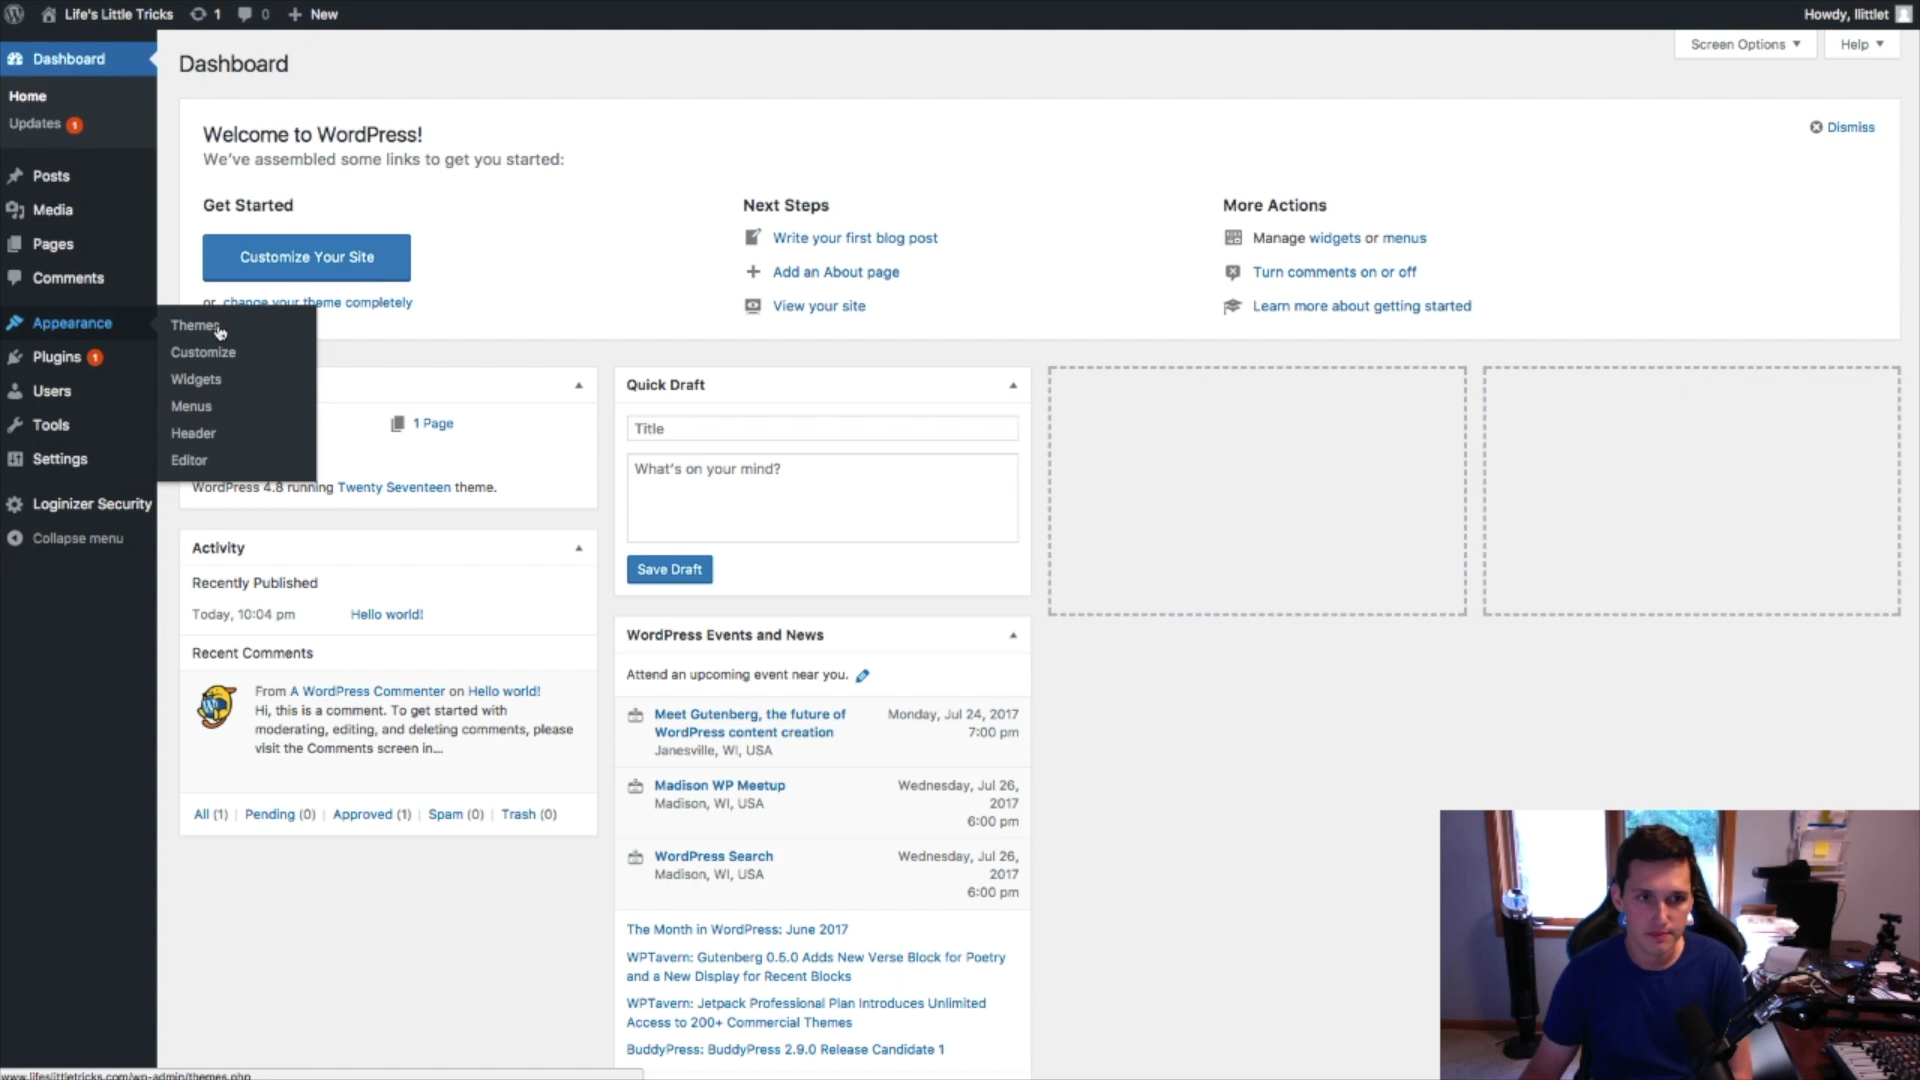 Life's Little Tricks 1 0 New
Howdy, llittlet
Screen Options
Help
Dashboard
Home
Updates 1
Posts
Media
Pages
Comments
Appearance
Plugins 1
Users
Tools
Settings
Loginizer Security
Collapse menu
Themes
Customize
Widgets
Menus
Header
Editor
Dashboard
Welcome to WordPress!
We've assembled some links to get you started:
Dismiss
Get Started
Customize Your Site
or change your theme completely
Next Steps
Write your first blog post
Add an About page
View your site
More Actions
Manage widgets or menus
Turn comments on or off
Learn more about getting started
1 Page
WordPress 4.8 running Twenty Seventeen theme.
Activity
Recently Published
Today, 10:04 pm Hello world!
Recent Comments
From A WordPress Commenter on Hello world!
Hi, this is a comment. To get started with
moderating, editing, and deleting comments, please
visit the Comments screen in...
All (1) | Pending (0) | Approved (1) | Spam (0) | Trash (0)
Quick Draft
Title
What's on your mind?
Save Draft
WordPress Events and News
Attend an upcoming event near you.
Meet Gutenberg, the future of
WordPress content creation
Janesville, WI, USA
Monday, Jul 24, 2017
7:00 pm
Madison WP Meetup
Madison, WI, USA
Wednesday, Jul 26,
2017
6:00 pm
WordPress Search
Madison, WI, USA
Wednesday, Jul 26,
2017
6:00 pm
The Month in WordPress: June 2017
WPTavern: Gutenberg 0.5.0 Adds New Verse Block for Poetry
and a New Display for Recent Blocks
WPTavern: Jetpack Professional Plan Introduces Unlimited
Access to 200+ Commercial Themes
BuddyPress: BuddyPress 2.9.0 Release Candidate 1
www.lifeslittletricks.com/wp-admin/themes.php